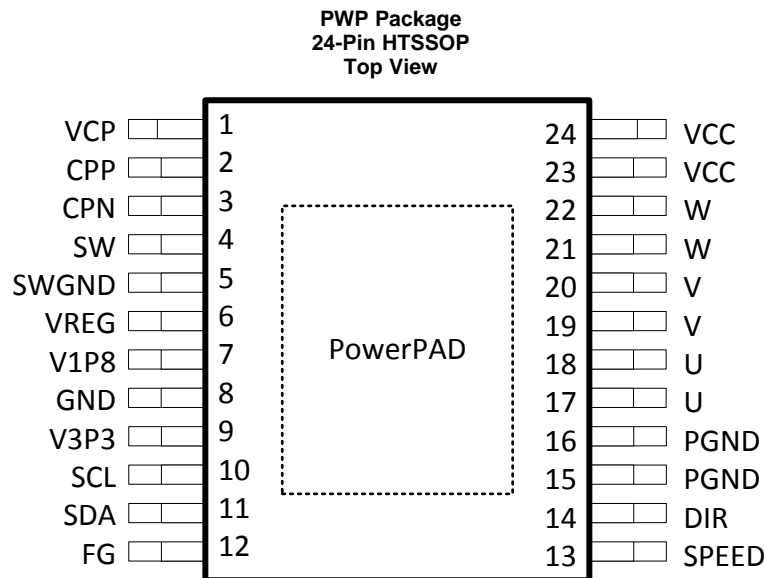 PWP Package
24-Pin HTSSOP
Top View
VCP 1 24 VCC
CPP 2 23 VCC
CPN 3 22 W
SW 4 21 W
SWGND 5 20 V
VREG 6 19 V
PowerPAD
V1P8 7 18 U
GND 8 17 U
V3P3 9 16 PGND
SCL 10 15 PGND
SDA 11 14 DIR
FG 12 13 SPEED